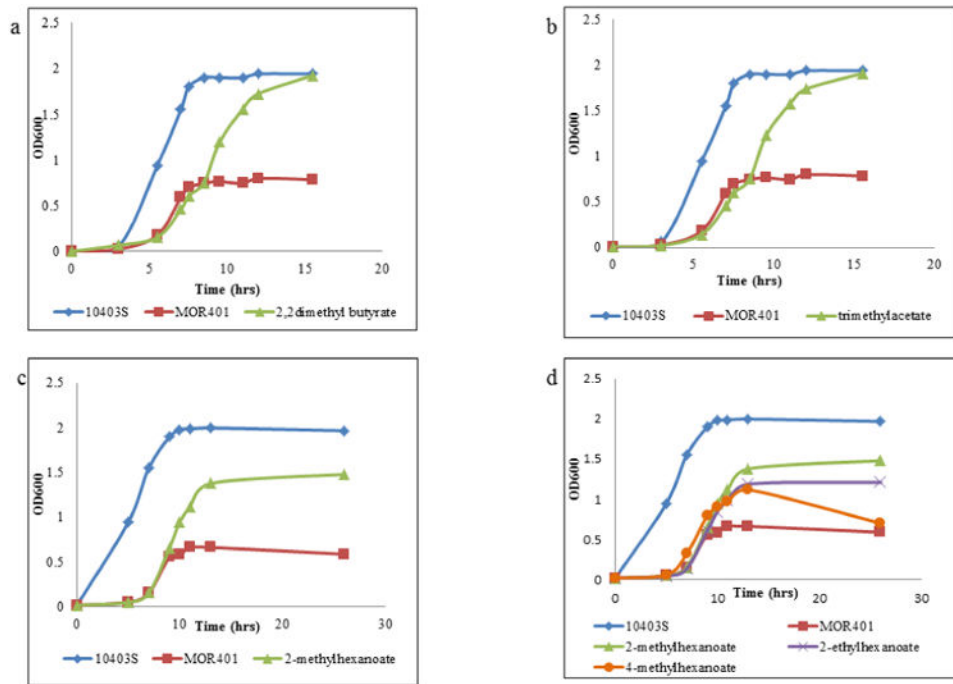 a
2.5
2
1.5
1
0.5
0
OD600
0 5 10 15 20
Time (hrs)
10403S MOR401 2,2dimethyl butyrate
b
2.5
2
1.5
1
0.5
0
OD600
0 5 10 15 20
Time (hrs)
10403S MOR401 trimethylacetate
c
2.5
2
1.5
1
0.5
0
OD600
0 10 20 30
Time (hrs)
10403S MOR401 2-methylhexanoate
d
2.5
2
1.5
1
0.5
0
OD600
0 10 20 30
Time (hrs)
10403S MOR401
2-methylhexanoate 2-ethylhexanoate
4-methylhexanoate